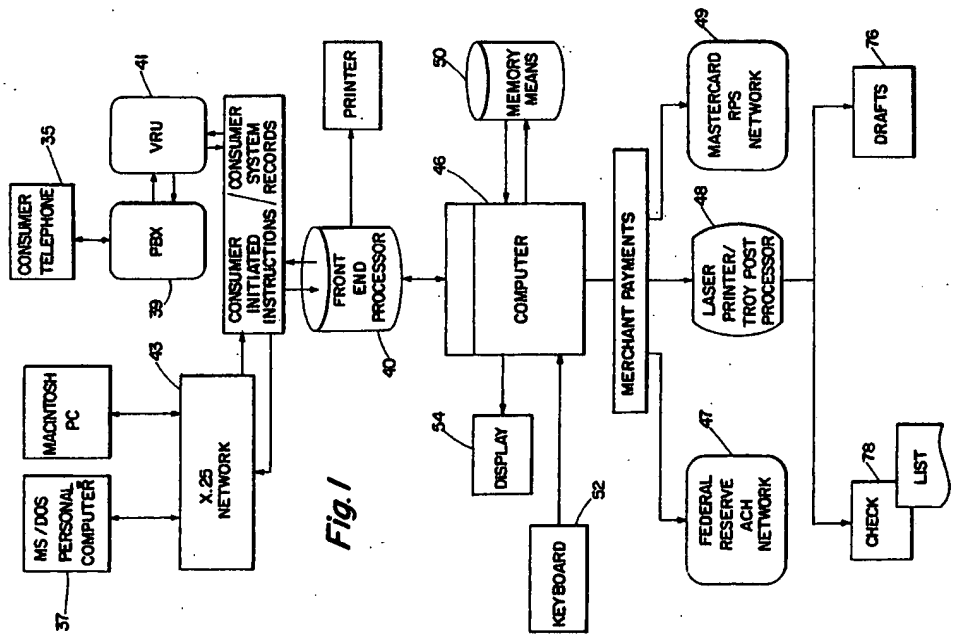 35
CONSUMER
TELEPHONE
41
VRU
PBX
39
MACINTOSH
PC
MS/DOS
PERSONAL
COMPUTER
37
43
X.25
NETWORK
CONSUMER
INITIATED
INSTRUCTIONS
/
CONSUMER
SYSTEM
RECORDS
PRINTER
FRONT
END
PROCESSOR
40
Fig. 1
46
COMPUTER
50
MEMORY
MEANS
54
DISPLAY
52
KEYBOARD
MERCHANT PAYMENTS
47
FEDERAL
RESERVE
ACH
NETWORK
48
LASER
PRINTER/
TROY POST
PROCESSOR
49
MASTERCARD
RPS
NETWORK
76
DRAFTS
78
CHECK
LIST